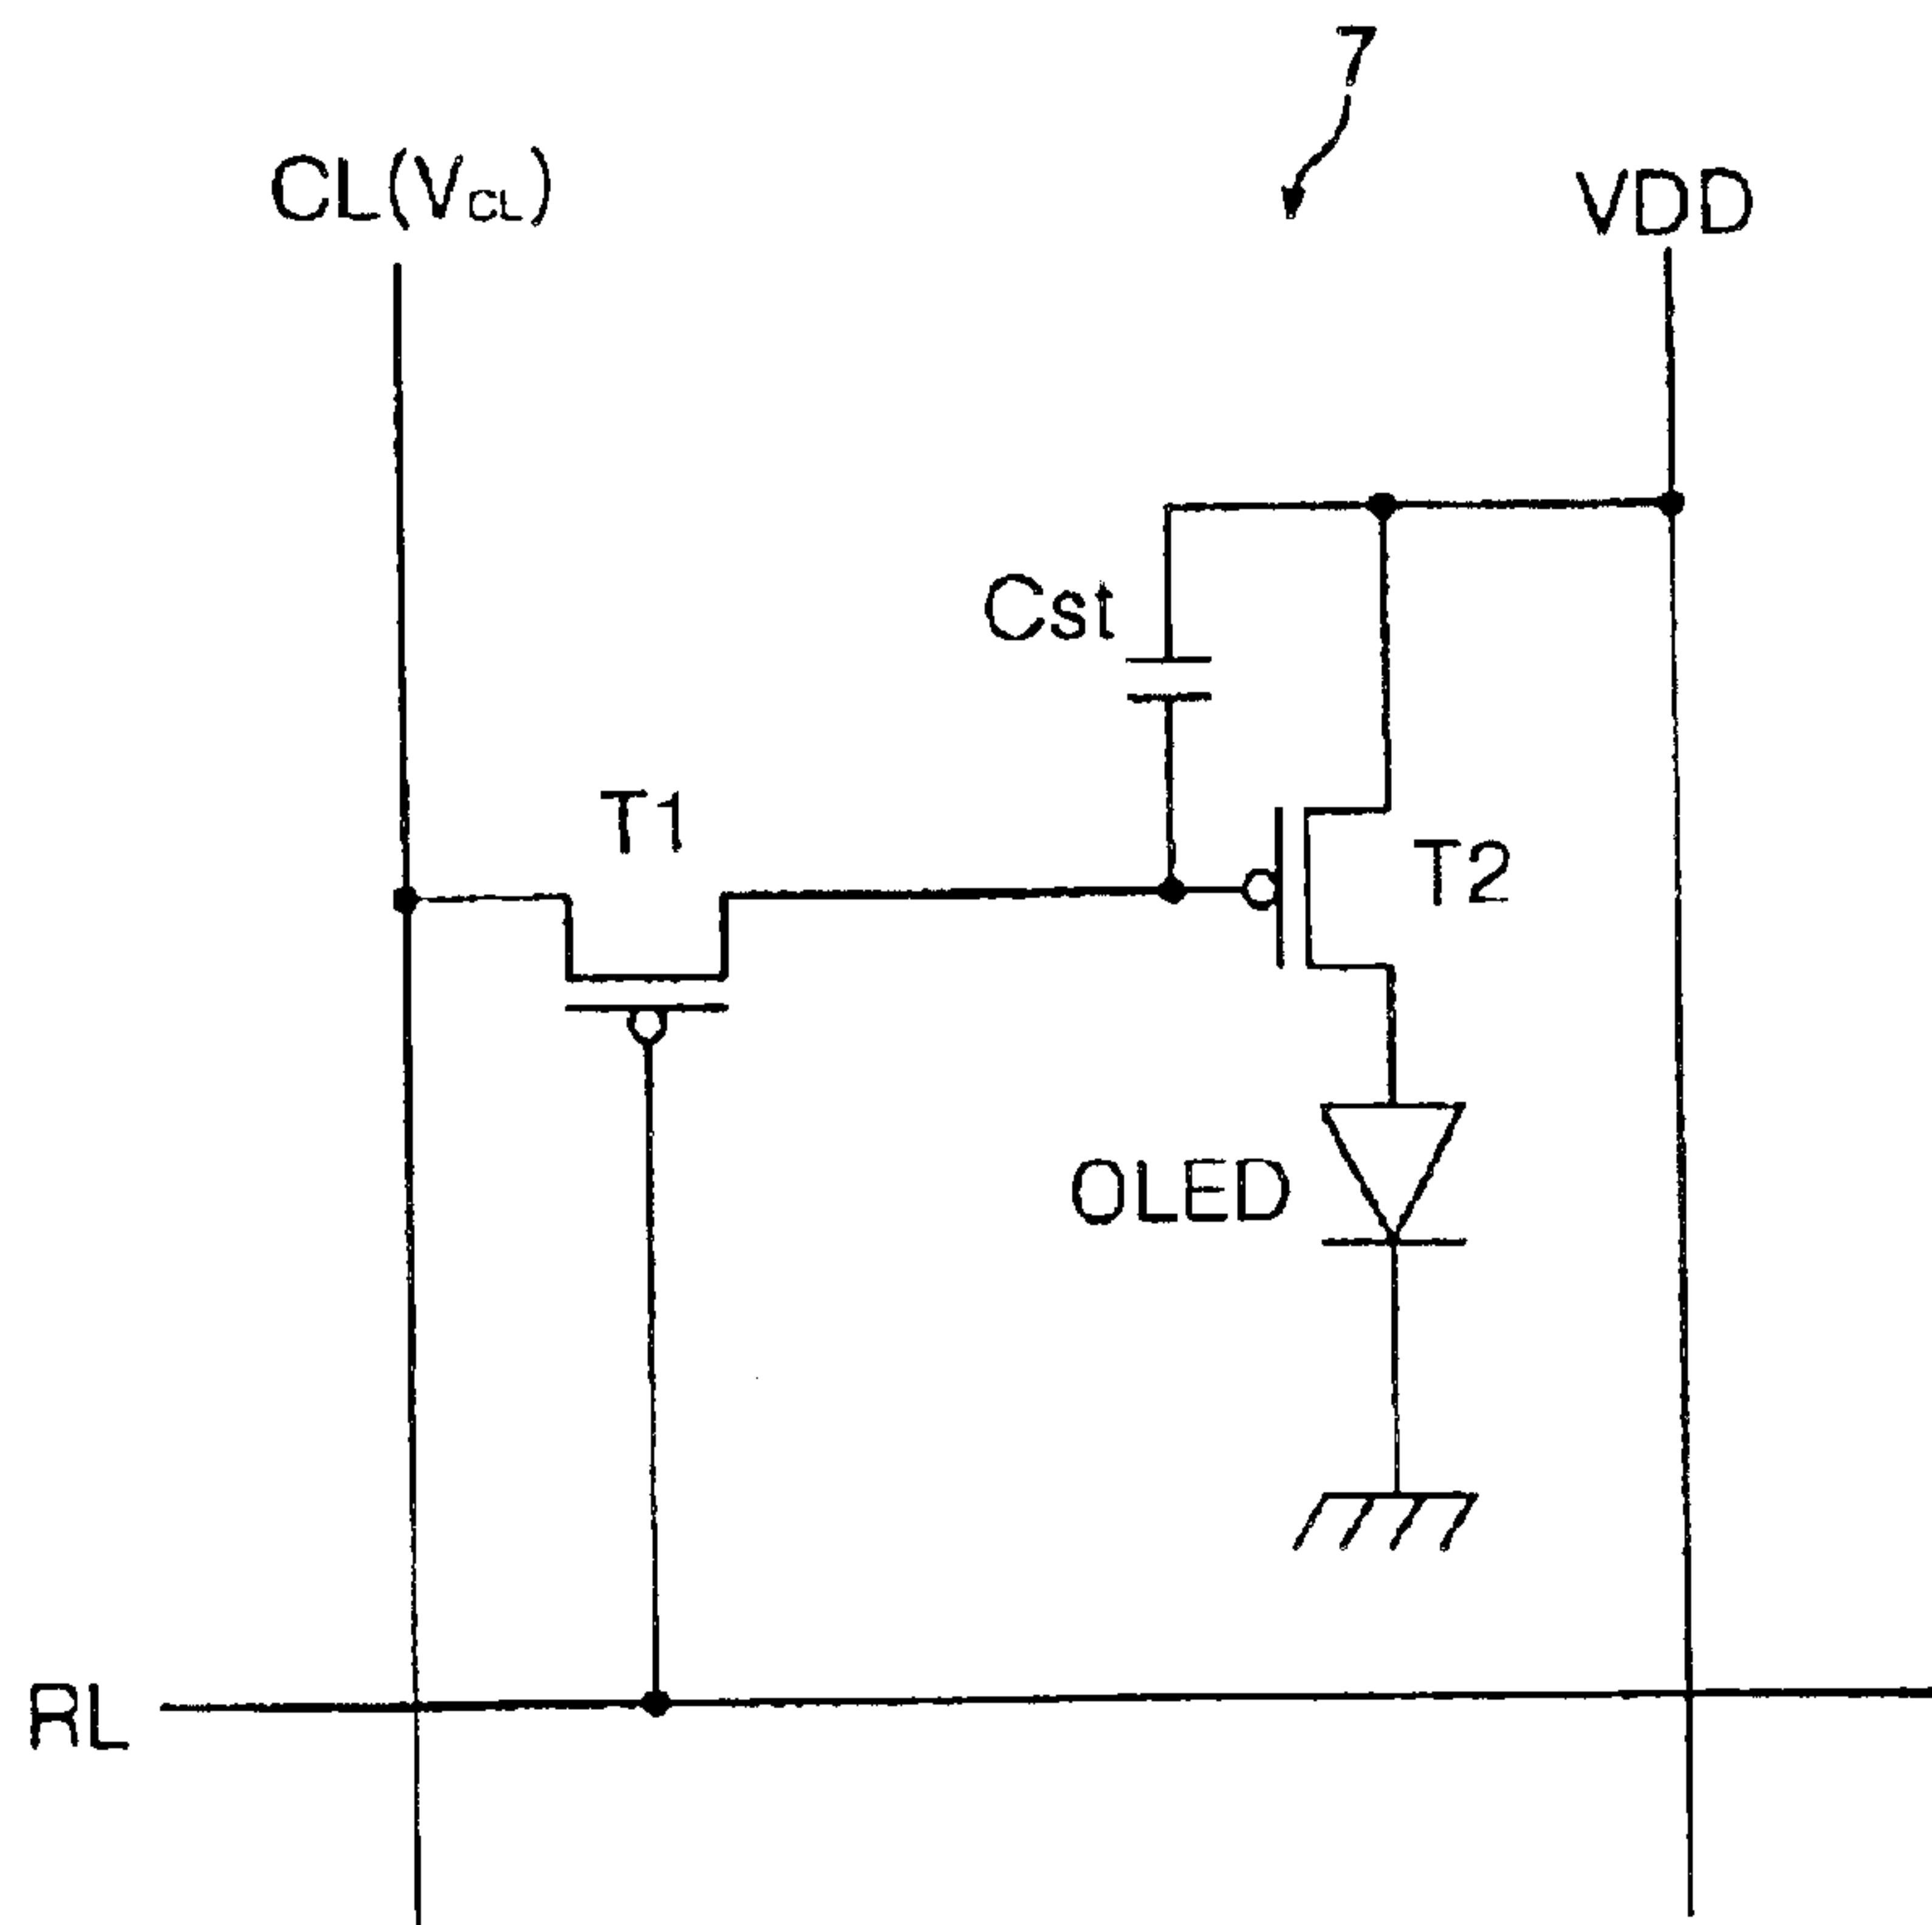 7
CL(VCL)
VDD
Cst
T1
T2
OLED
RL